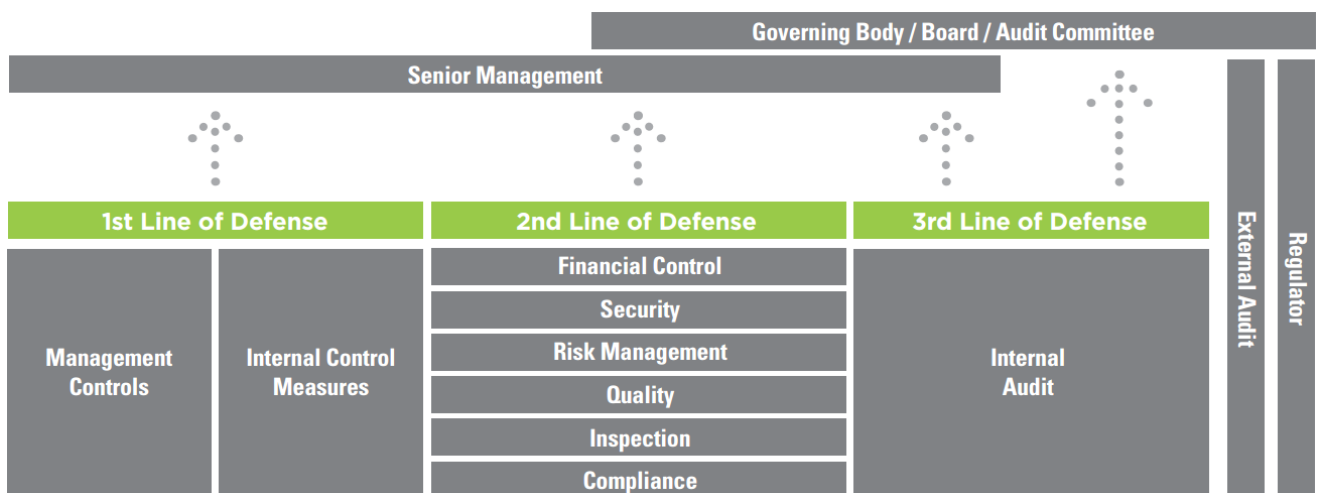 Governing Body / Board / Audit Committee
Senior Management
1st Line of Defense
2nd Line of Defense
3rd Line of Defense
Management
Controls
Internal Control
Measures
Financial Control
Security
Risk Management
Quality
Inspection
Compliance
Internal
Audit
External Audit
Regulator